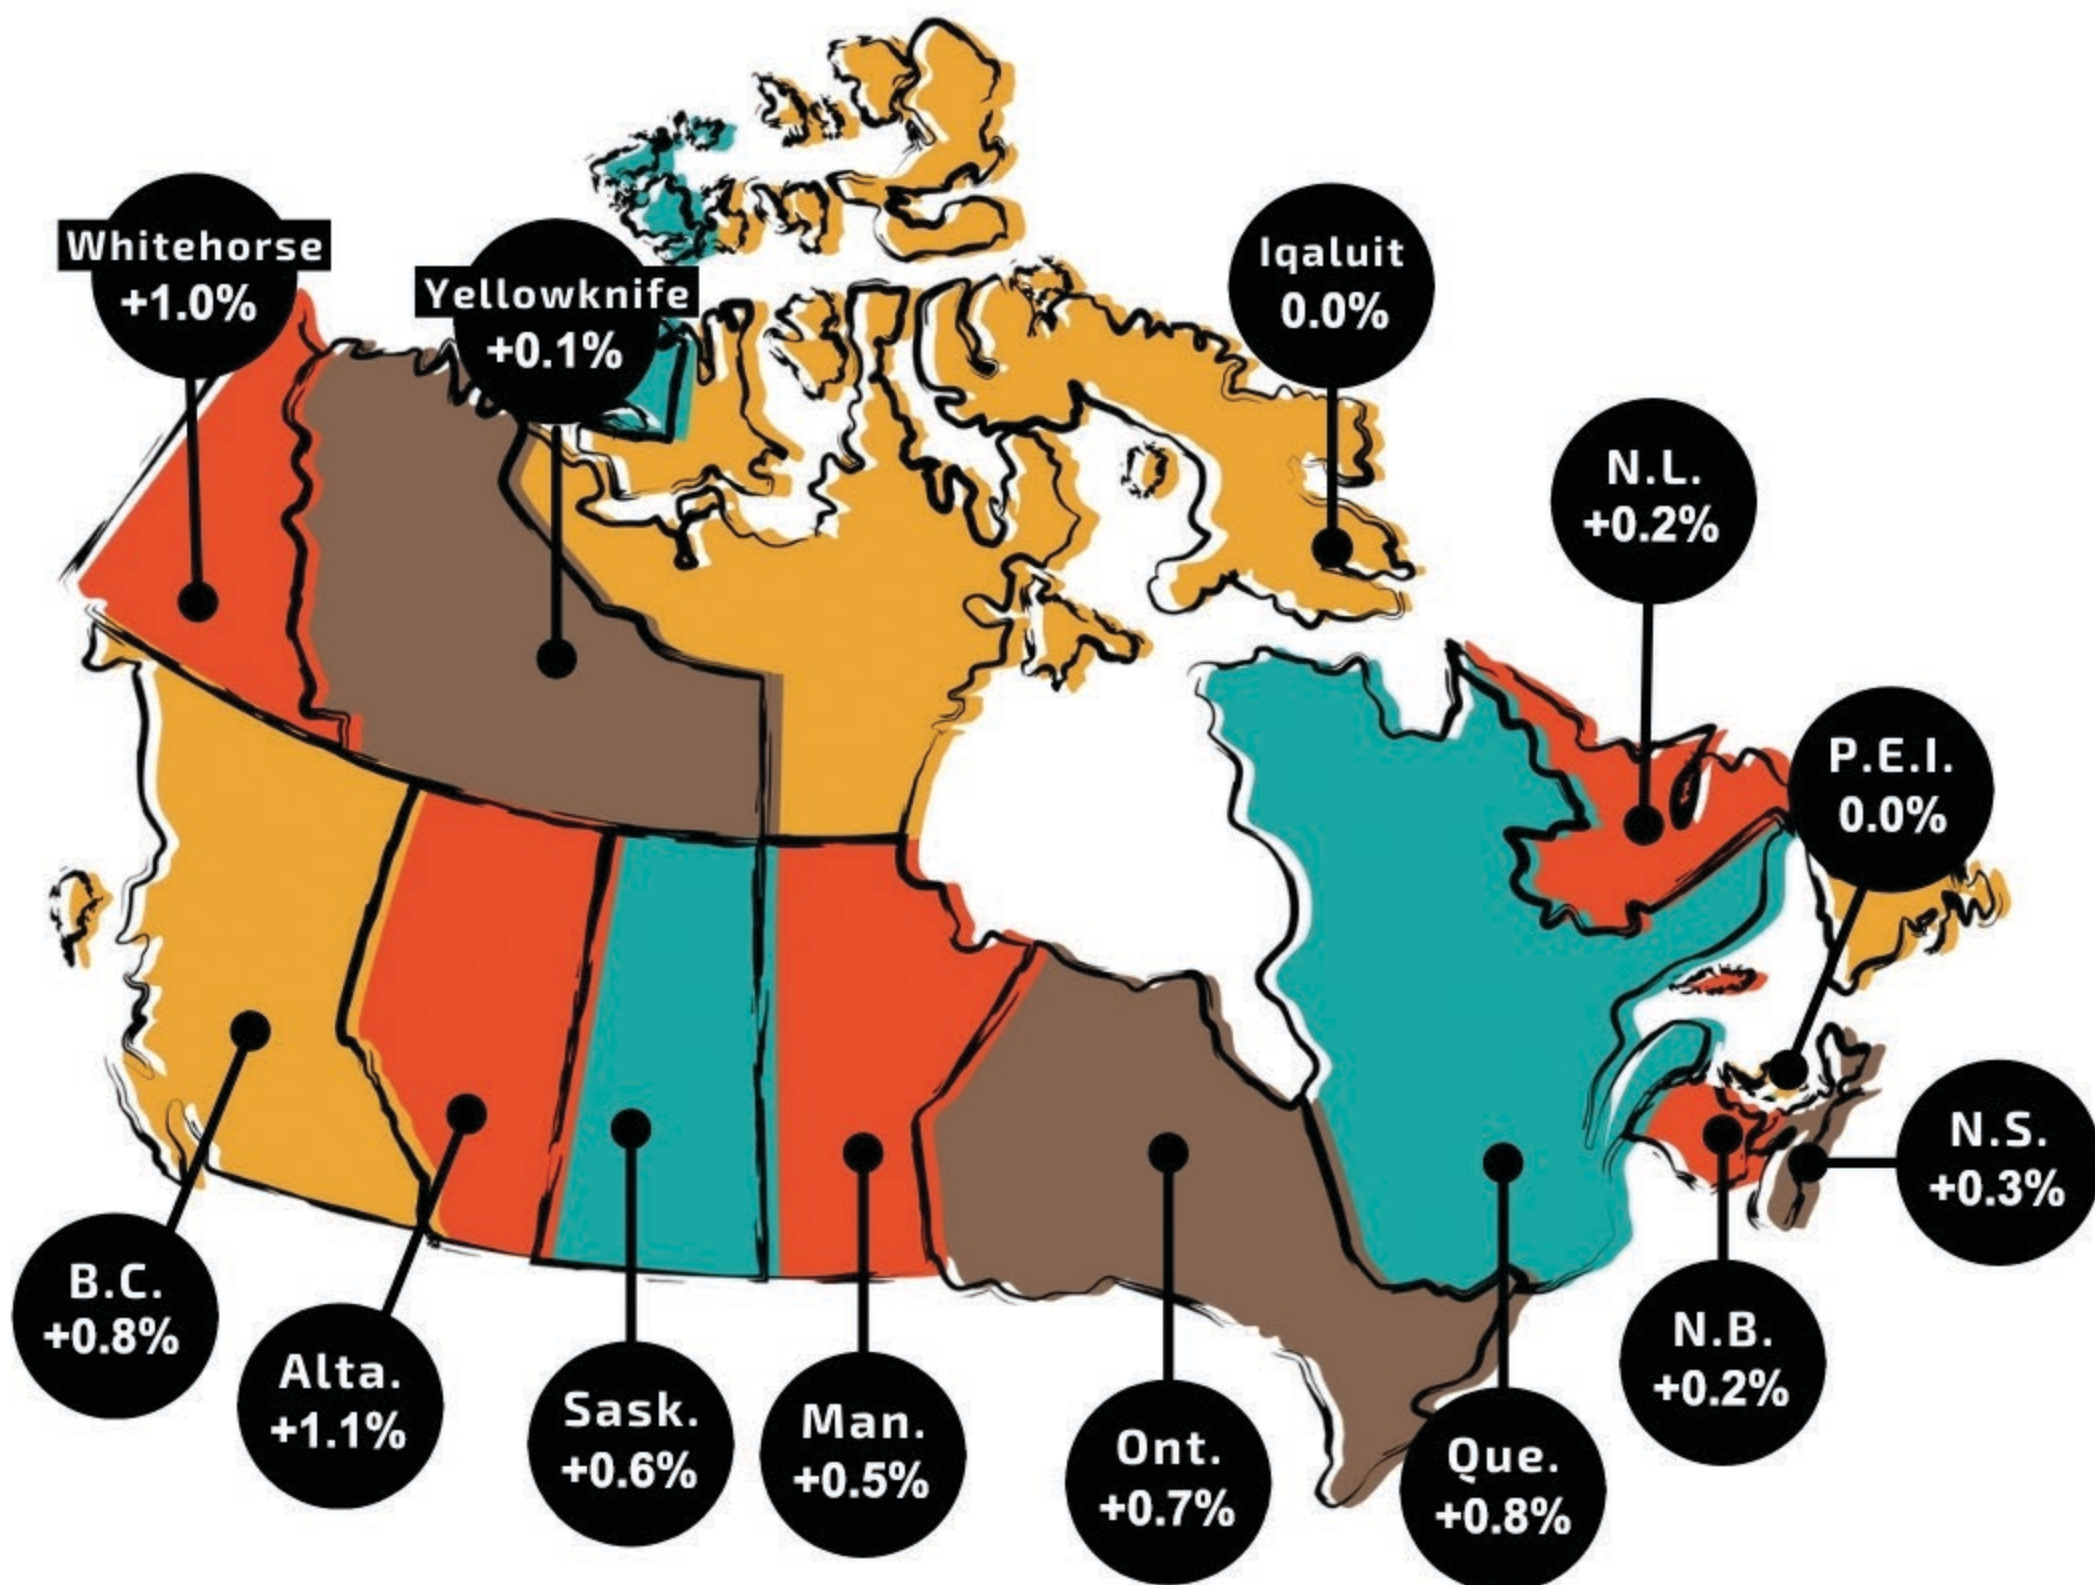 Whitehorse
+1.0%
Yellowknife
+0.1%
Iqaluit
0.0%
N.L.
+0.2%
P.E.I.
0.0%
N.S.
+0.3%
B.C.
+0.8%
Alta.
+1.1%
Sask.
+0.6%
Man.
+0.5%
Ont.
+0.7%
Que.
+0.8%
N.B.
+0.2%